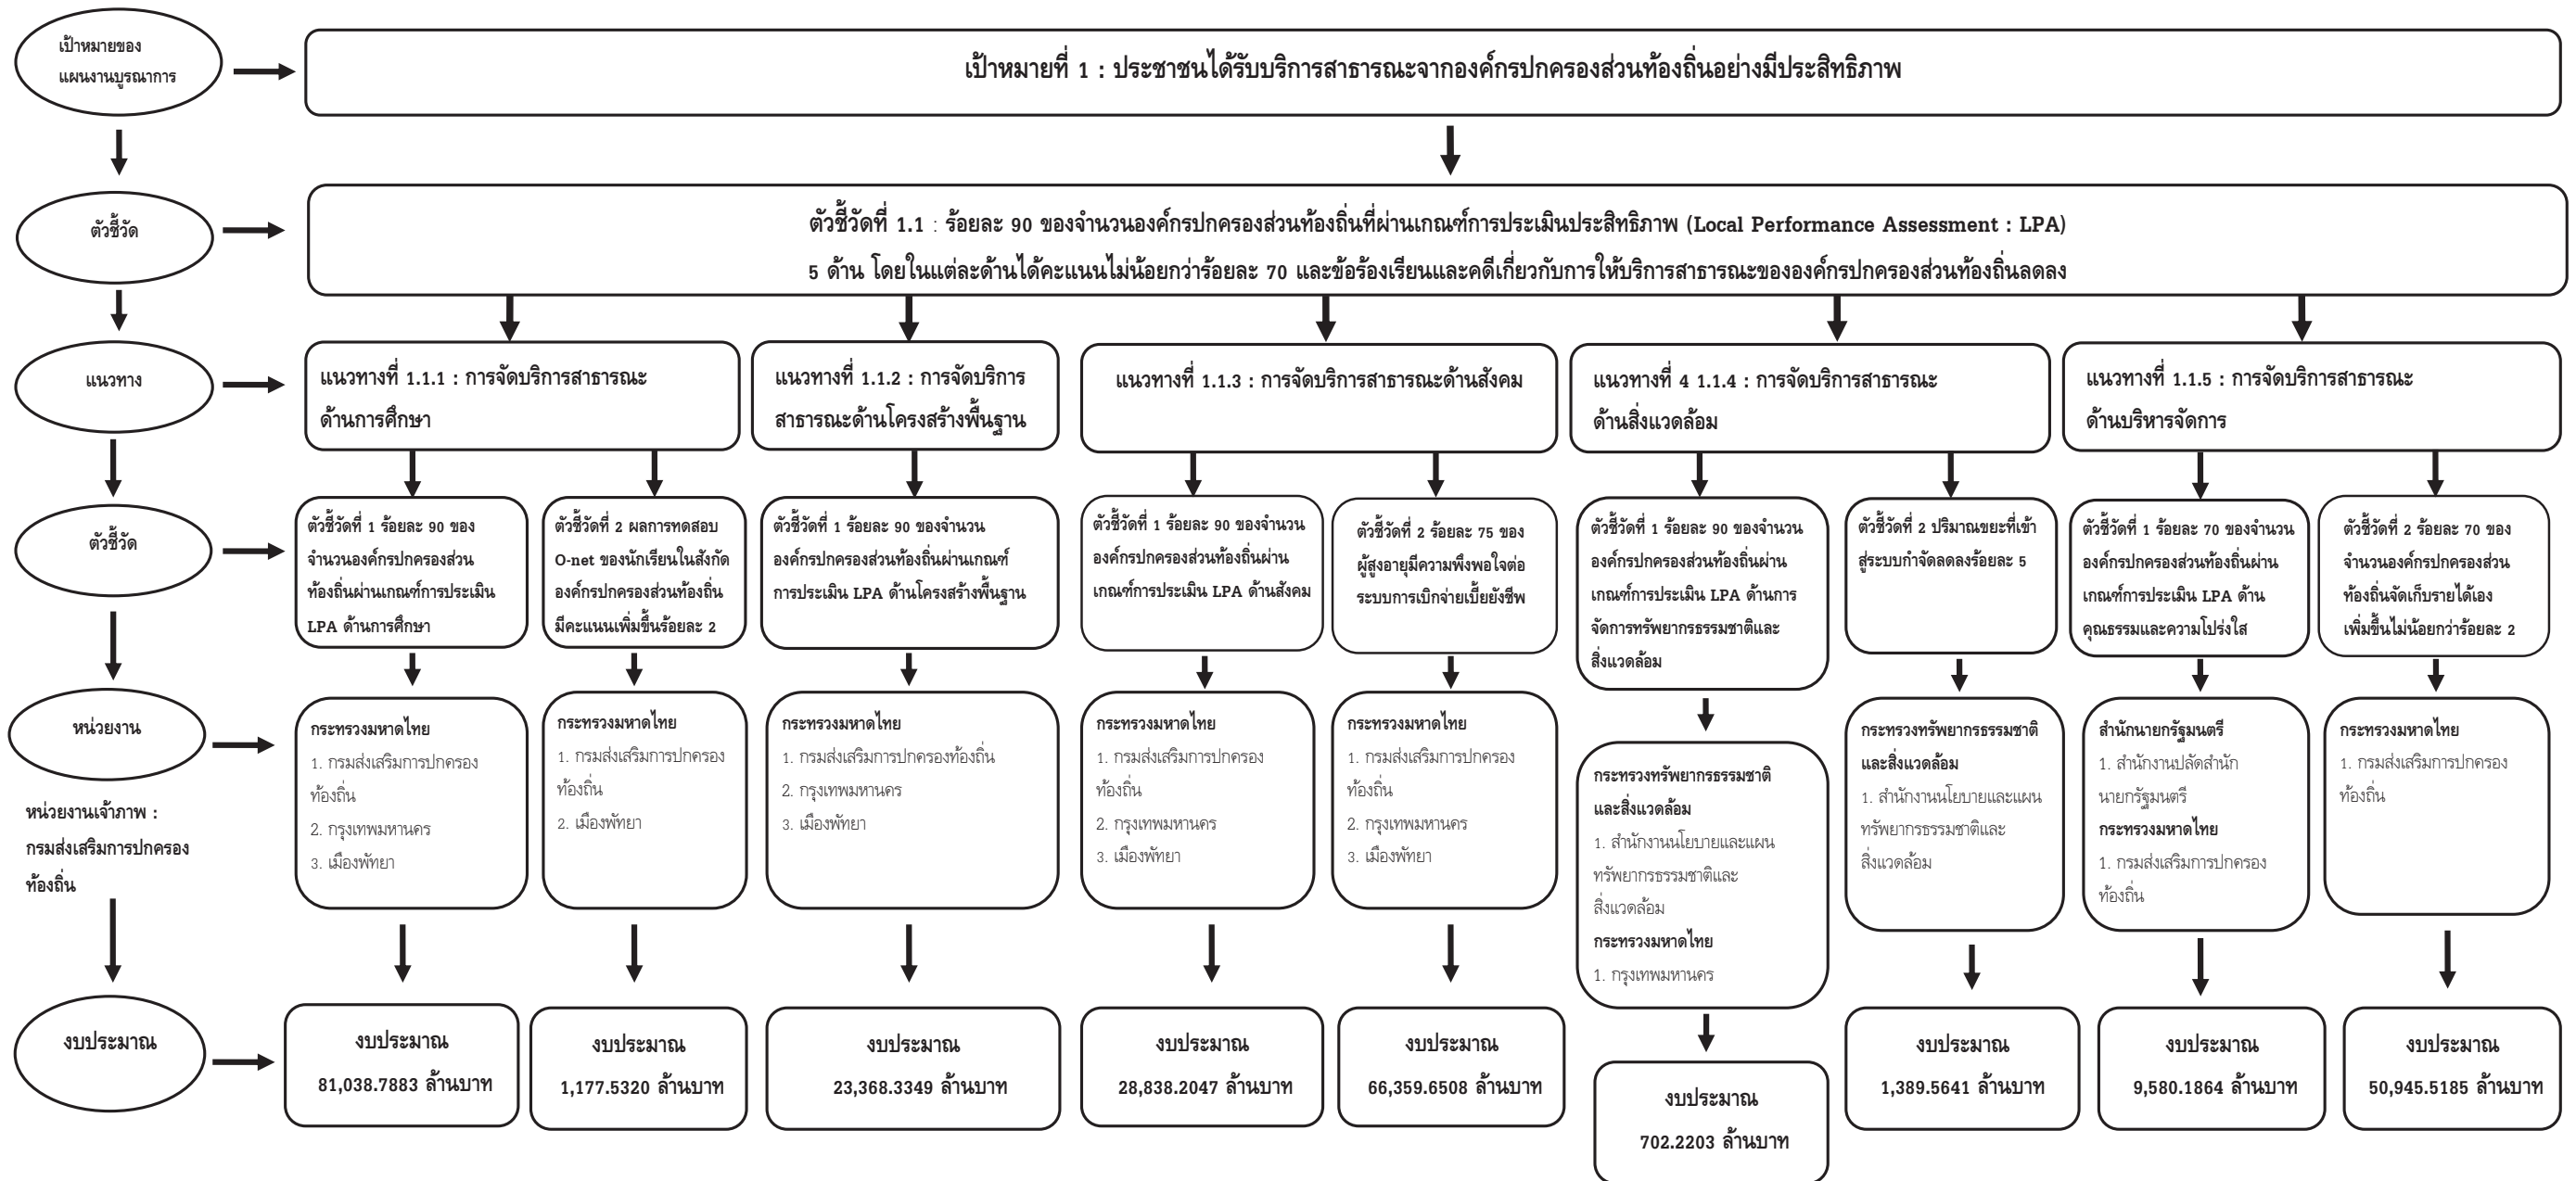 เป้าหมายของ
แผนงานบูรณาการ
เป้าหมายที่ 1 : ประชาชนได้รับบริการสาธารณะจากองค์กรปกครองส่วนท้องถิ่นอย่างมีประสิทธิภาพ
ตัวชี้วัด
ตัวชี้วัดที่ 1.1 : ร้อยละ 90 ของจำนวนองค์กรปกครองส่วนท้องถิ่นที่ผ่านเกณฑ์การประเมินประสิทธิภาพ (Local Performance Assessment : LPA)
5 ด้าน โดยในแต่ละด้านได้คะแนนไม่น้อยกว่าร้อยละ 70 และข้อร้องเรียนและคดีเกี่ยวกับการให้บริการสาธารณะขององค์กรปกครองส่วนท้องถิ่นลดลง
แนวทาง
แนวทางที่ 1.1.1 : การจัดบริการสาธารณะ
ด้านการศึกษา
แนวทางที่ 1.1.2 : การจัดบริการ
สาธารณะด้านโครงสร้างพื้นฐาน
แนวทางที่ 1.1.3 : การจัดบริการสาธารณะด้านสังคม
แนวทางที่ 4 1.1.4 : การจัดบริการสาธารณะ
ด้านสิ่งแวดล้อม
แนวทางที่ 1.1.5 : การจัดบริการสาธารณะ
ด้านบริหารจัดการ
ตัวชี้วัด
ตัวชี้วัดที่ 1 ร้อยละ 90 ของ
จำนวนองค์กรปกครองส่วน
ท้องถิ่นผ่านเกณฑ์การประเมิน
LPA ด้านการศึกษา
ตัวชี้วัดที่ 2 ผลการทดสอบ
O-net ของนักเรียนในสังกัด
องค์กรปกครองส่วนท้องถิ่น
มีคะแนนเพิ่มขึ้นร้อยละ 2
ตัวชี้วัดที่ 1 ร้อยละ 90 ของจำนวน
องค์กรปกครองส่วนท้องถิ่นผ่านเกณฑ์
การประเมิน LPA ด้านโครงสร้างพื้นฐาน
ตัวชี้วัดที่ 1 ร้อยละ 90 ของจำนวน
องค์กรปกครองส่วนท้องถิ่นผ่าน
เกณฑ์การประเมิน LPA ด้านสังคม
ตัวชี้วัดที่ 2 ร้อยละ 75 ของ
ผู้สูงอายุมีความพึงพอใจต่อ
ระบบการเบิกจ่ายเบี้ยยังชีพ
ตัวชี้วัดที่ 1 ร้อยละ 90 ของจำนวน
องค์กรปกครองส่วนท้องถิ่นผ่าน
เกณฑ์การประเมิน LPA ด้านการ
จัดการทรัพยากรธรรมชาติและ
สิ่งแวดล้อม
ตัวชี้วัดที่ 2 ปริมาณขยะที่เข้า
สู่ระบบกำจัดลดลงร้อยละ 5
ตัวชี้วัดที่ 1 ร้อยละ 70 ของจำนวน
องค์กรปกครองส่วนท้องถิ่นผ่าน
เกณฑ์การประเมิน LPA ด้าน
คุณธรรมและความโปร่งใส
ตัวชี้วัดที่ 2 ร้อยละ 70 ของ
จำนวนองค์กรปกครองส่วน
ท้องถิ่นจัดเก็บรายได้เอง
เพิ่มขึ้นไม่น้อยกว่าร้อยละ 2
หน่วยงาน
หน่วยงานเจ้าภาพ :
กรมส่งเสริมการปกครอง
ท้องถิ่น
กระทรวงมหาดไทย
1. กรมส่งเสริมการปกครอง
ท้องถิ่น
2. กรุงเทพมหานคร
3. เมืองพัทยา
กระทรวงมหาดไทย
1. กรมส่งเสริมการปกครอง
ท้องถิ่น
2. เมืองพัทยา
กระทรวงมหาดไทย
1. กรมส่งเสริมการปกครองท้องถิ่น
2. กรุงเทพมหานคร
3. เมืองพัทยา
กระทรวงมหาดไทย
1. กรมส่งเสริมการปกครอง
ท้องถิ่น
2. กรุงเทพมหานคร
3. เมืองพัทยา
กระทรวงมหาดไทย
1. กรมส่งเสริมการปกครอง
ท้องถิ่น
2. กรุงเทพมหานคร
3. เมืองพัทยา
กระทรวงทรัพยากรธรรมชาติ
และสิ่งแวดล้อม
1. สำนักงานนโยบายและแผน
ทรัพยากรธรรมชาติและ
สิ่งแวดล้อม
กระทรวงมหาดไทย
1. กรุงเทพมหานคร
กระทรวงทรัพยากรธรรมชาติ
และสิ่งแวดล้อม
1. สำนักงานนโยบายและแผน
ทรัพยากรธรรมชาติและ
สิ่งแวดล้อม
สำนักนายกรัฐมนตรี
1. สำนักงานปลัดสำนัก
นายกรัฐมนตรี
กระทรวงมหาดไทย
1. กรมส่งเสริมการปกครอง
ท้องถิ่น
กระทรวงมหาดไทย
1. กรมส่งเสริมการปกครอง
ท้องถิ่น
งบประมาณ
งบประมาณ
81,038.7883 ล้านบาท
งบประมาณ
1,177.5320 ล้านบาท
งบประมาณ
23,368.3349 ล้านบาท
งบประมาณ
28,838.2047 ล้านบาท
งบประมาณ
66,359.6508 ล้านบาท
งบประมาณ
702.2203 ล้านบาท
งบประมาณ
1,389.5641 ล้านบาท
งบประมาณ
9,580.1864 ล้านบาท
งบประมาณ
50,945.5185 ล้านบาท